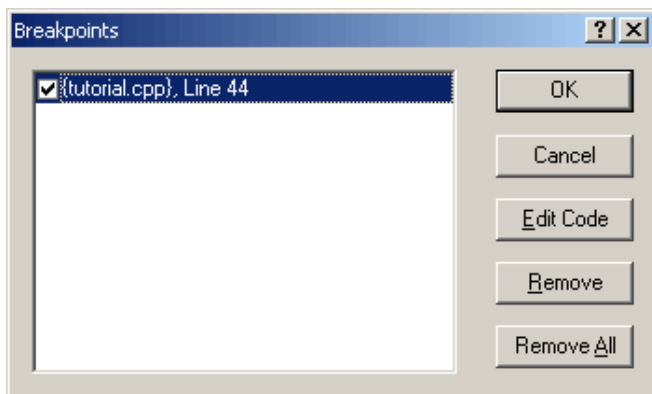 Breakpoints
{tutorial.cpp}, Line 44
OK
Cancel
Edit Code
Remove
Remove All